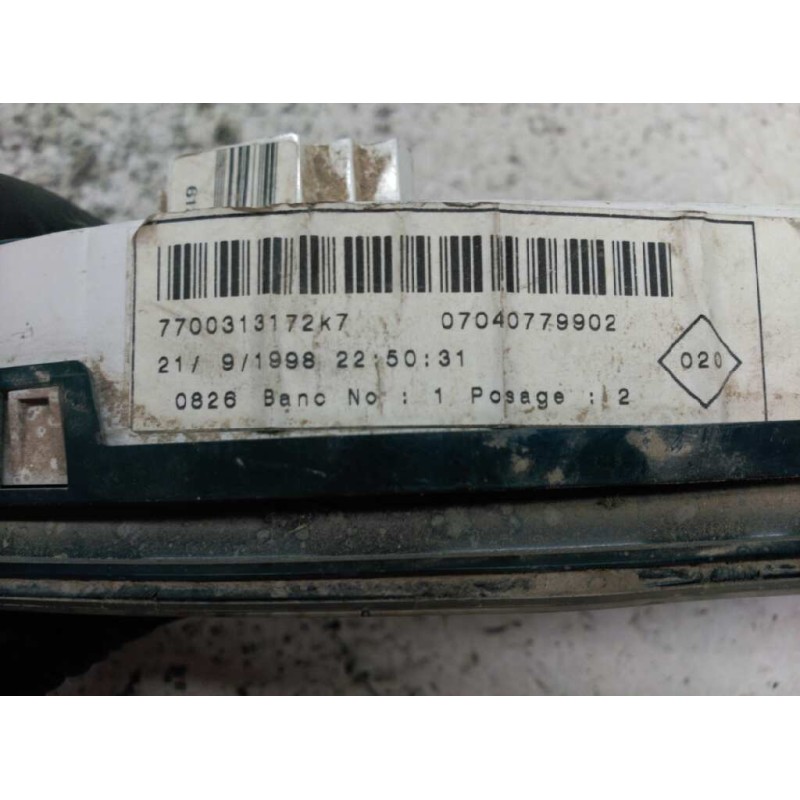 7700313172k7 07040779902
21/ 9/1998 22:50:31
020
0826 Banc No : 1 Posage : 2